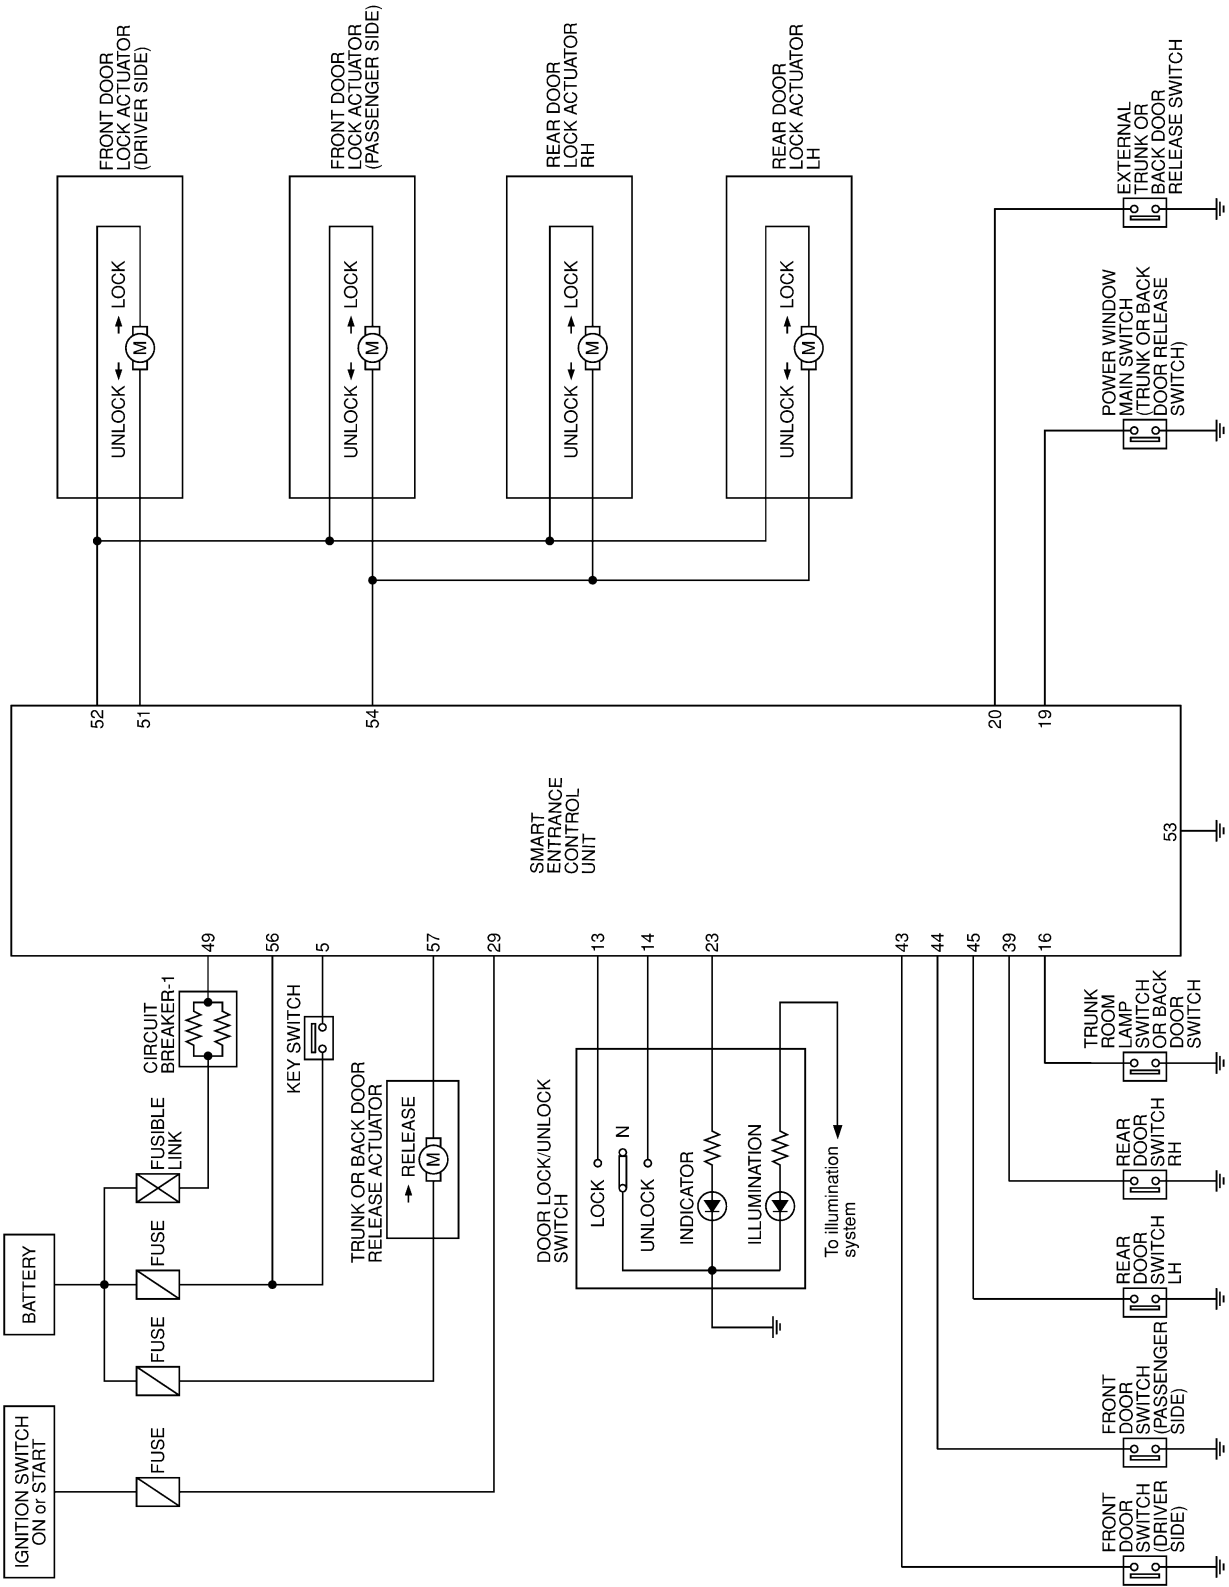 IGNITION SWITCH
ON or START
BATTERY
FUSE
FUSE
FUSE
FUSIBLE
LINK
CIRCUIT
BREAKER-1
KEY SWITCH
TRUNK OR BACK DOOR
RELEASE ACTUATOR
RELEASE
M
49
56
5
57
29
13
14
23
43
44
45
39
16
DOOR LOCK/UNLOCK
SWITCH
LOCK
N
UNLOCK
INDICATOR
ILLUMINATION
To illumination
system
FRONT
DOOR
SWITCH
(DRIVER
SIDE)
FRONT
DOOR
SWITCH
(PASSENGER
SIDE)
REAR
DOOR
SWITCH
LH
REAR
DOOR
SWITCH
RH
TRUNK
ROOM
LAMP
SWITCH
OR BACK
DOOR
SWITCH
SMART
ENTRANCE
CONTROL
UNIT
53
52
51
54
20
19
FRONT DOOR
LOCK ACTUATOR
(DRIVER SIDE)
UNLOCK LOCK
M
FRONT DOOR
LOCK ACTUATOR
(PASSENGER SIDE)
UNLOCK LOCK
M
REAR DOOR
LOCK ACTUATOR
RH
UNLOCK LOCK
M
REAR DOOR
LOCK ACTUATOR
LH
UNLOCK LOCK
M
POWER WINDOW
MAIN SWITCH
(TRUNK OR BACK
DOOR RELEASE
SWITCH)
EXTERNAL
TRUNK OR
BACK DOOR
RELEASE SWITCH